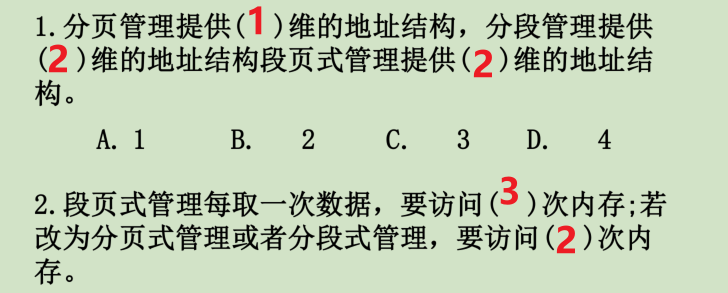 1.分页管理提供(1)维的地址结构，分段管理提供
(2)维的地址结构段页式管理提供(2)维的地址结
构。
A. 1 B. 2 C. 3 D. 4
2.段页式管理每取一次数据，要访问(3)次内存;若
改为分页式管理或者分段式管理，要访问(2)次内
存。